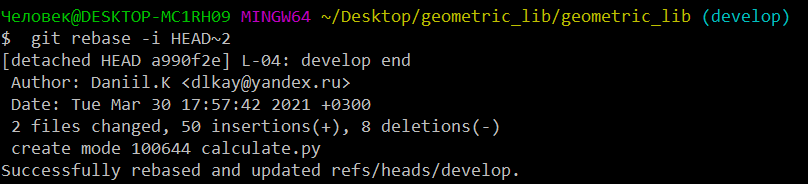 Человек@DESKTOP-MC1RH09 MINGW64 ~/Desktop/geometric_lib/geometric_lib (develop)
$  git rebase -i HEAD~2
[detached HEAD a990f2e] L-04: develop end
 Author: Daniil.K <dlkay@yandex.ru>
 Date: Tue Mar 30 17:57:42 2021 +0300
 2 files changed, 50 insertions(+), 8 deletions(-)
 create mode 100644 calculate.py
Successfully rebased and updated refs/heads/develop.